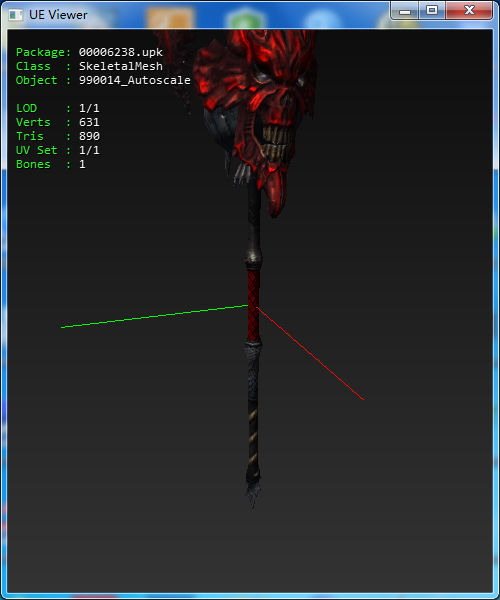 UE Viewer
Package: 00006238.upk
Class : SkeletalMesh
Object : 990014_Autoscale
LOD : 1/1
Verts : 631
Tris : 890
UV Set : 1/1
Bones : 1